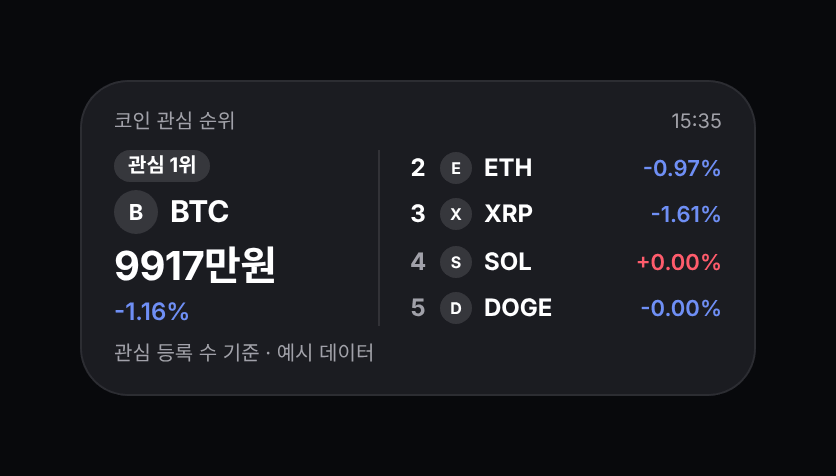 코인 관심 순위
15:35
관심 1위
B BTC
9917만원
-1.16%
2 E ETH -0.97%
3 X XRP -1.61%
4 S SOL +0.00%
5 D DOGE -0.00%
관심 등록 수 기준 · 예시 데이터